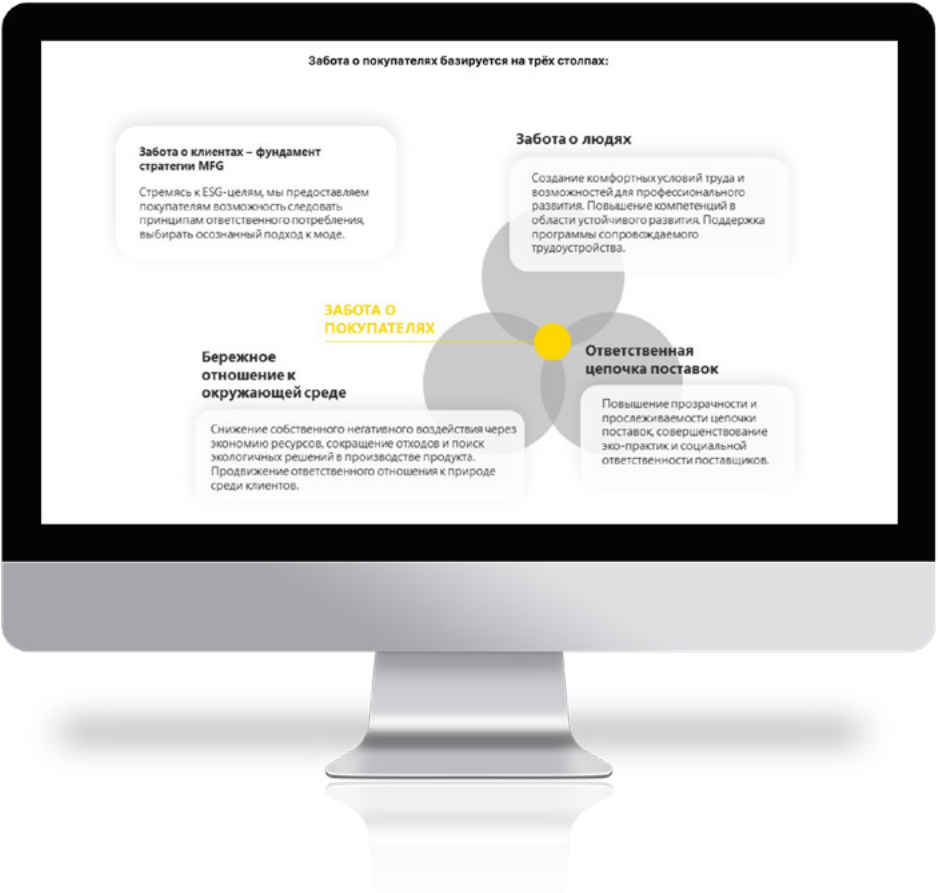 Забота о покупателях базируется на трёх столпах:
Забота о клиентах – фундамент
стратегии MFG
Стремясь к ESG-целям, мы предоставляем
покупателям возможность следовать
принципам ответственного потребления,
выбирать осознанный подход к моде.
Забота о людях
Создание комфортных условий труда и
возможностей для профессионального
развития. Повышение компетенций в
области устойчивого развития. Поддержка
программы сопровождаемого
трудоустройства.
ЗАБОТА О
ПОКУПАТЕЛЯХ
Бережное
отношение к
окружающей среде
Снижение собственного негативного воздействия через
экономию ресурсов, сокращение отходов и поиск
экологичных решений в производстве продукта.
Продвижение ответственного отношения к природе
среди клиентов.
Ответственная
цепочка поставок
Повышение прозрачности и
прослеживаемости цепочки
поставок, совершенствование
эко-практик и социальной
ответственности поставщиков.